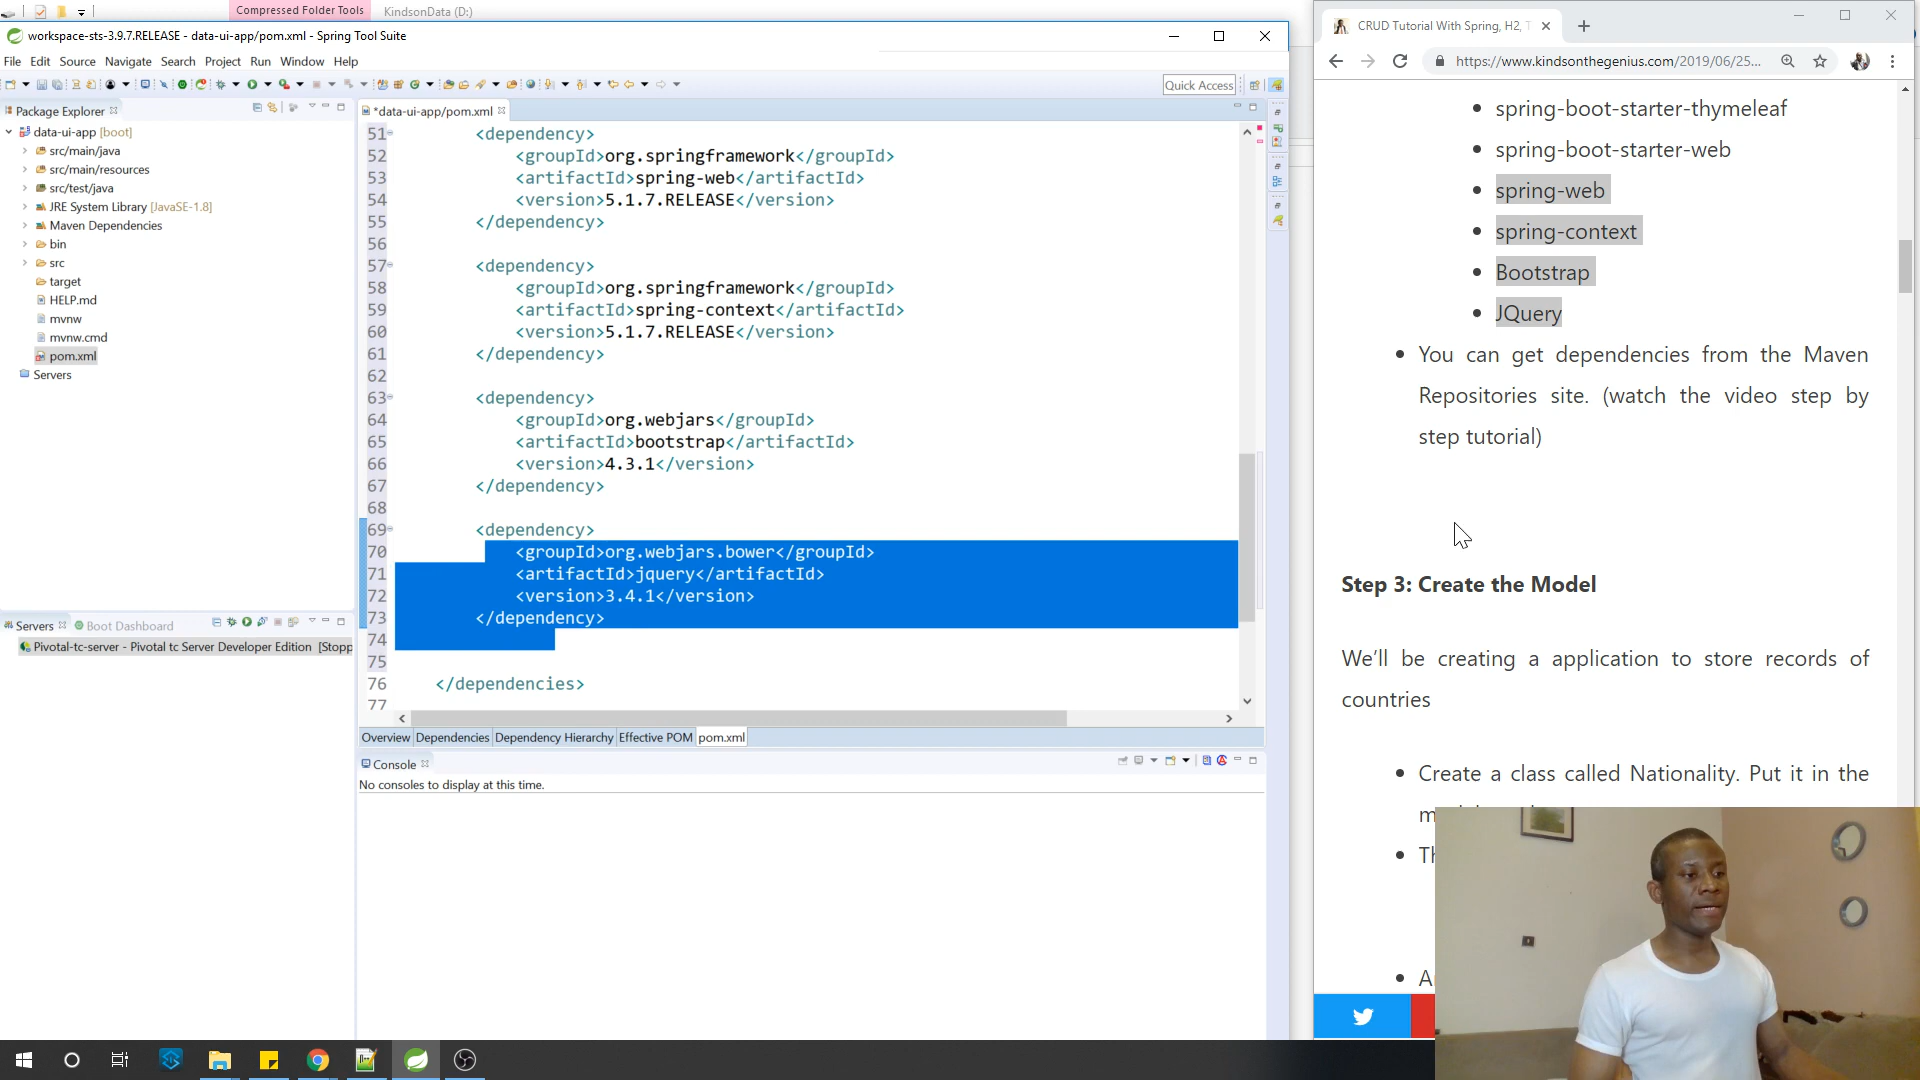 Compressed Folder Tools
KindsonData (D:)
workspace-sts-3.9.7.RELEASE - data-ui-app/pom.xml - Spring Tool Suite
File Edit Source Navigate Search Project Run Window Help
Quick Access
Package Explorer
data-ui-app [boot]
src/main/java
src/main/resources
src/test/java
JRE System Library [JavaSE-1.8]
Maven Dependencies
bin
src
target
HELP.md
mvnw
mvnw.cmd
pom.xml
Servers
Servers
Boot Dashboard
Pivotal-tc-server - Pivotal tc Server Developer Edition [Stopp
*data-ui-app/pom.xml
51 <dependency>
52 <groupId>org.springframework</groupId>
53 <artifactId>spring-web</artifactId>
54 <version>5.1.7.RELEASE</version>
55 </dependency>
56
57 <dependency>
58 <groupId>org.springframework</groupId>
59 <artifactId>spring-context</artifactId>
60 <version>5.1.7.RELEASE</version>
61 </dependency>
62
63 <dependency>
64 <groupId>org.webjars</groupId>
65 <artifactId>bootstrap</artifactId>
66 <version>4.3.1</version>
67 </dependency>
68
69 <dependency>
70 <groupId>org.webjars.bower</groupId>
71 <artifactId>jquery</artifactId>
72 <version>3.4.1</version>
73 </dependency>
74
75
76 </dependencies>
77
Overview Dependencies Dependency Hierarchy Effective POM pom.xml
Console
No consoles to display at this time.
CRUD Tutorial With Spring, H2, T
https://www.kindsonthegenius.com/2019/06/25...
• spring-boot-starter-thymeleaf
• spring-boot-starter-web
• spring-web
• spring-context
• Bootstrap
• JQuery
• You can get dependencies from the Maven
Repositories site. (watch the video step by
step tutorial)
Step 3: Create the Model
We'll be creating a application to store records of
countries
• Create a class called Nationality. Put it in the